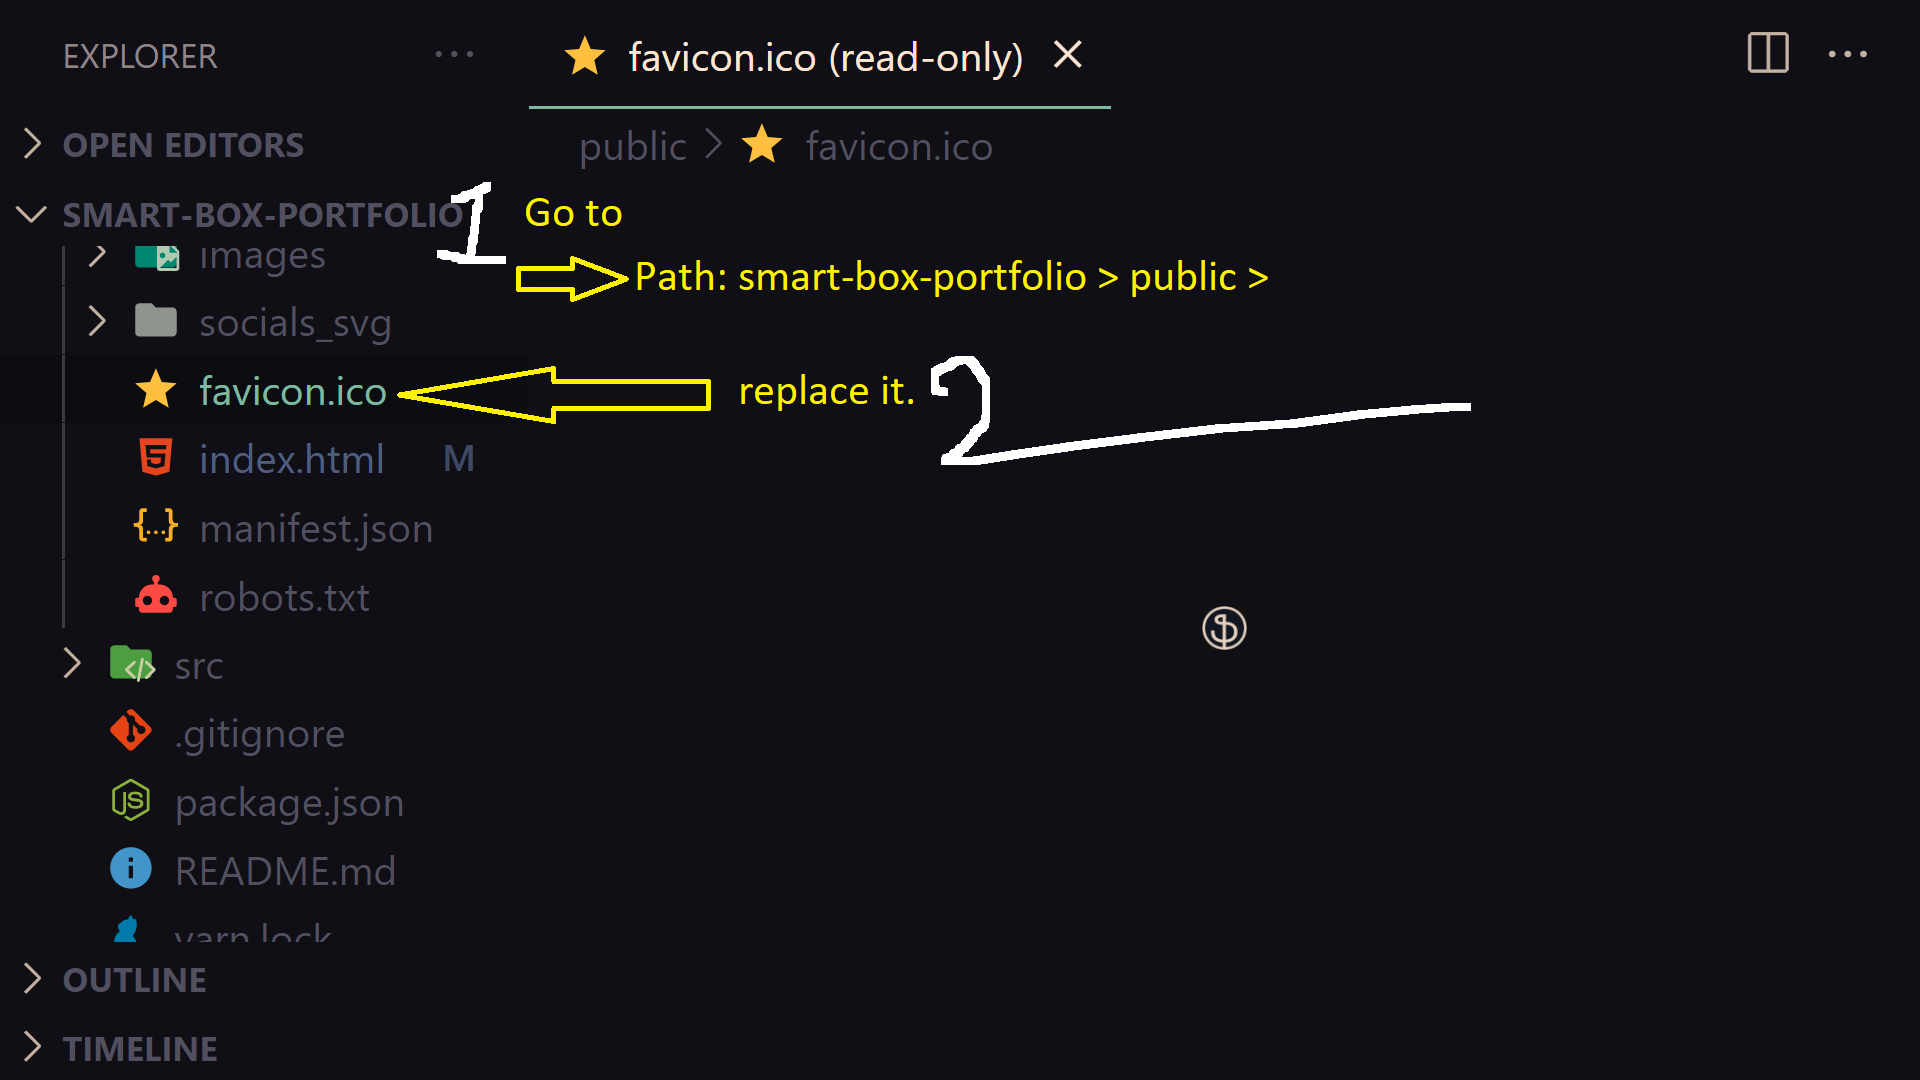 EXPLORER
favicon.ico (read-only)
OPEN EDITORS
public > favicon.ico
SMART-BOX-PORTFOLIO
1
Go to
images
Path: smart-box-portfolio > public >
socials_svg
favicon.ico
replace it.
2
index.html M
manifest.json
robots.txt
src
.gitignore
package.json
README.md
yarn.lock
OUTLINE
TIMELINE